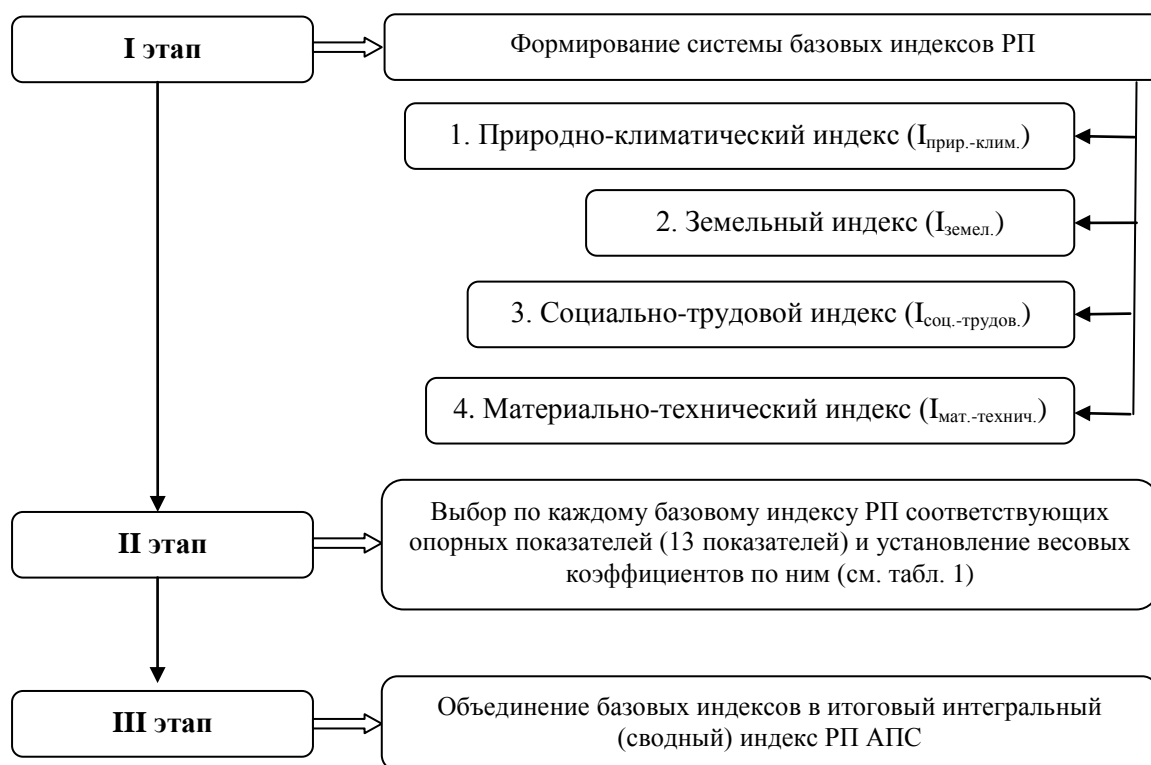 I этап
Формирование системы базовых индексов РП
1. Природно-климатический индекс (Iприр.-клим.)
2. Земельный индекс (Iземел.)
3. Социально-трудовой индекс (Iсоц.-трудов.)
4. Материально-технический индекс (Iмат.-технич.)
II этап
Выбор по каждому базовому индексу РП соответствующих
опорных показателей (13 показателей) и установление весовых
коэффициентов по ним (см. табл. 1)
III этап
Объединение базовых индексов в итоговый интегральный
(сводный) индекс РП АПС